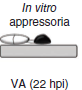 In vitro
appressoria
VA (22 hpi)